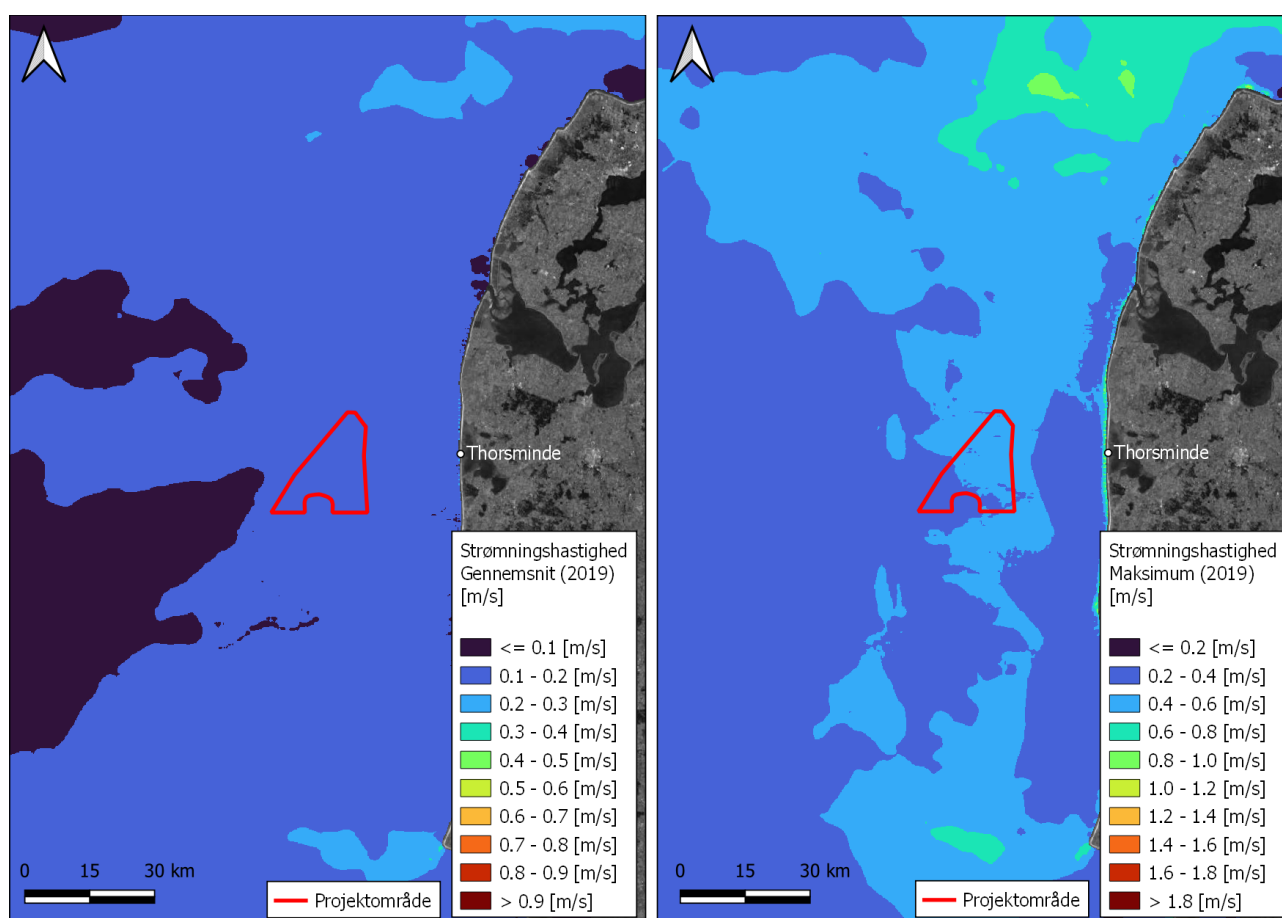 Thorsminde
Strømningshastighed
Gennemsnit (2019)
[m/s]
<= 0.1 [m/s]
0.1 - 0.2 [m/s]
0.2 - 0.3 [m/s]
0.3 - 0.4 [m/s]
0.4 - 0.5 [m/s]
0.5 - 0.6 [m/s]
0.6 - 0.7 [m/s]
0.7 - 0.8 [m/s]
0.8 - 0.9 [m/s]
> 0.9 [m/s]
0 15 30 km
Projektområde
Thorsminde
Strømningshastighed
Maksimum (2019)
[m/s]
<= 0.2 [m/s]
0.2 - 0.4 [m/s]
0.4 - 0.6 [m/s]
0.6 - 0.8 [m/s]
0.8 - 1.0 [m/s]
1.0 - 1.2 [m/s]
1.2 - 1.4 [m/s]
1.4 - 1.6 [m/s]
1.6 - 1.8 [m/s]
> 1.8 [m/s]
0 15 30 km
Projektområde